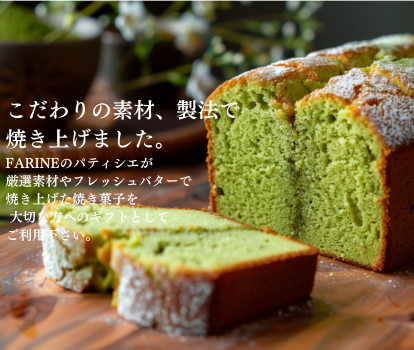 こだわりの素材、製法で
焼き上げました。
FARINEのパティシエが
厳選素材やフレッシュバターで
焼き上げた焼き菓子を
大切な方へのギフトとして
ご利用下さい。